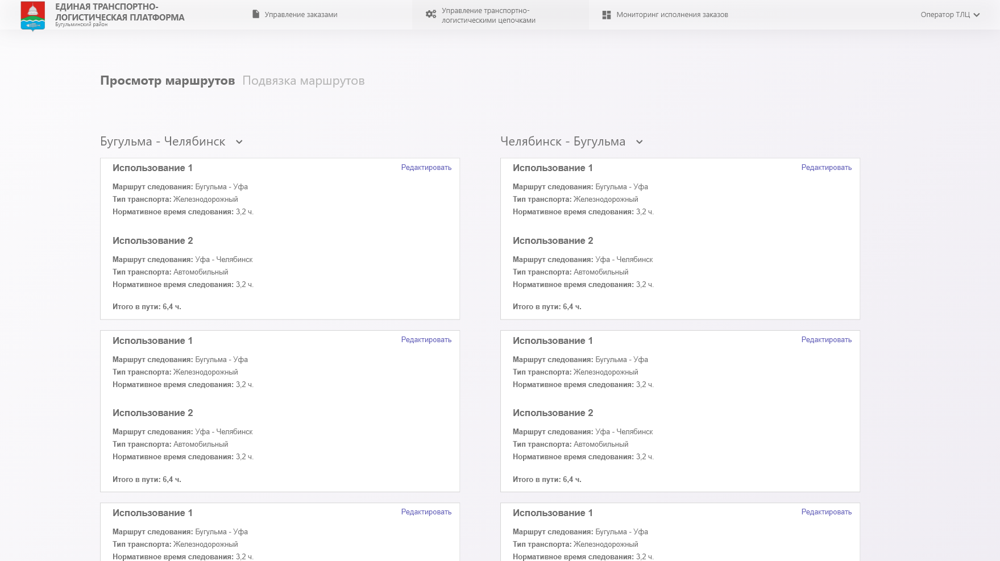 ЕДИНАЯ ТРАНСПОРТНО-
ЛОГИСТИЧЕСКАЯ ПЛАТФОРМА
Бугульминский район
Управление заказами
Управление транспортно-
логистическими цепочками
Мониторинг исполнения заказов
Оператор ТЛЦ
Просмотр маршрутов Подвязка маршрутов
Бугульма - Челябинск
Использование 1 Редактировать
Маршрут следования: Бугульма - Уфа
Тип транспорта: Железнодорожный
Нормативное время следования: 3,2 ч.
Использование 2
Маршрут следования: Уфа - Челябинск
Тип транспорта: Автомобильный
Нормативное время следования: 3,2 ч.
Итого в пути: 6,4 ч.
Использование 1 Редактировать
Маршрут следования: Бугульма - Уфа
Тип транспорта: Железнодорожный
Нормативное время следования: 3,2 ч.
Использование 2
Маршрут следования: Уфа - Челябинск
Тип транспорта: Автомобильный
Нормативное время следования: 3,2 ч.
Итого в пути: 6,4 ч.
Использование 1 Редактировать
Маршрут следования: Бугульма - Уфа
Тип транспорта: Железнодорожный
Нормативное время следования: 3,2 ч.
Челябинск - Бугульма
Использование 1 Редактировать
Маршрут следования: Бугульма - Уфа
Тип транспорта: Железнодорожный
Нормативное время следования: 3,2 ч.
Использование 2
Маршрут следования: Уфа - Челябинск
Тип транспорта: Автомобильный
Нормативное время следования: 3,2 ч.
Итого в пути: 6,4 ч.
Использование 1 Редактировать
Маршрут следования: Бугульма - Уфа
Тип транспорта: Железнодорожный
Нормативное время следования: 3,2 ч.
Использование 2
Маршрут следования: Уфа - Челябинск
Тип транспорта: Автомобильный
Нормативное время следования: 3,2 ч.
Итого в пути: 6,4 ч.
Использование 1 Редактировать
Маршрут следования: Бугульма - Уфа
Тип транспорта: Железнодорожный
Нормативное время следования: 3,2 ч.